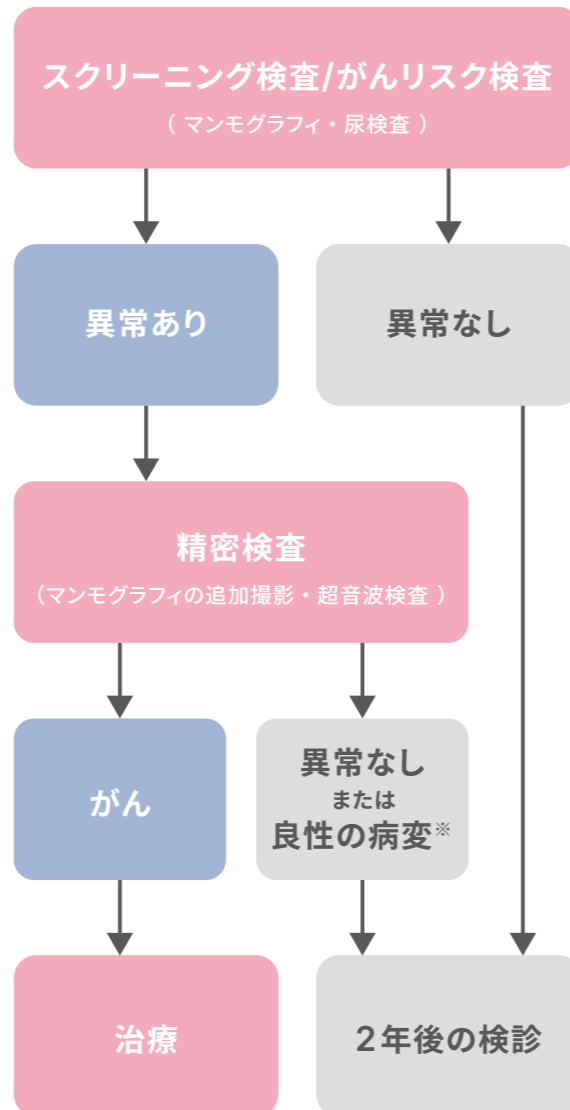 スクリーニング検査/がんリスク検査
（ マンモグラフィ・尿検査 ）
異常あり
異常なし
精密検査
（マンモグラフィの追加撮影・超音波検査 ）
がん
異常なし
または
良性の病変※
治療
2年後の検診